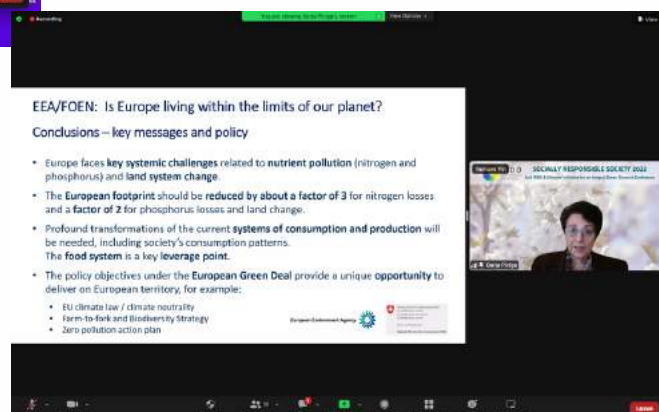 Recording
View Options
View
EEA/FOEN: Is Europe living within the limits of our planet?
Conclusions – key messages and policy
• Europe faces key systemic challenges related to nutrient pollution (nitrogen and
phosphorus) and land system change.
• The European footprint should be reduced by about a factor of 3 for nitrogen losses
and a factor of 2 for phosphorus losses and land change.
• Profound transformations of the current systems of consumption and production will
be needed, including society's consumption patterns.
The food system is a key leverage point.
• The policy objectives under the European Green Deal provide a unique opportunity to
deliver on European territory, for example:
• EU climate law / climate neutrality
• Farm-to-fork and Biodiversity Strategy
• Zero pollution action plan
European Environment Agency
SOCIALLY RESPONSIBLE SOCIETY 2022
Leave